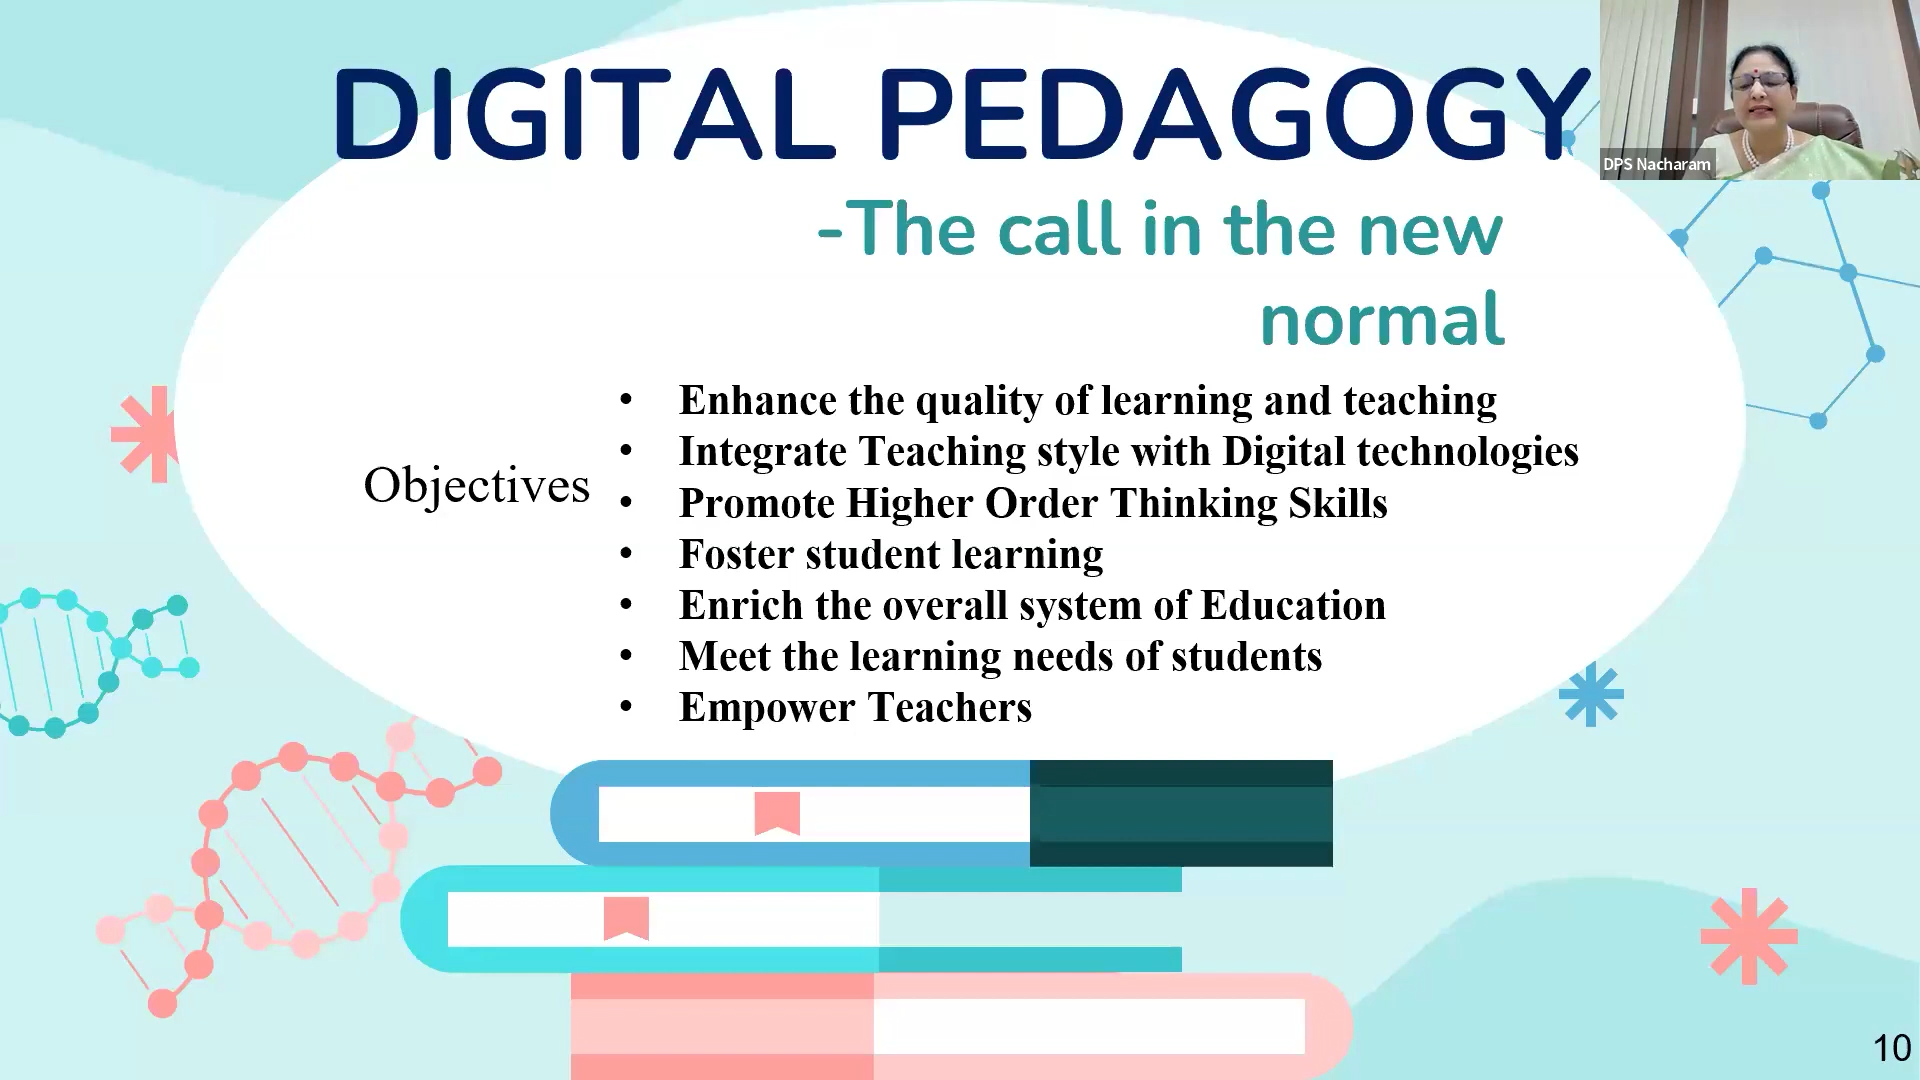 DIGITAL PEDAGOGY
DPS Nacharam
-The call in the new
normal
Objectives
• Enhance the quality of learning and teaching
• Integrate Teaching style with Digital technologies
• Promote Higher Order Thinking Skills
• Foster student learning
• Enrich the overall system of Education
• Meet the learning needs of students
• Empower Teachers
10